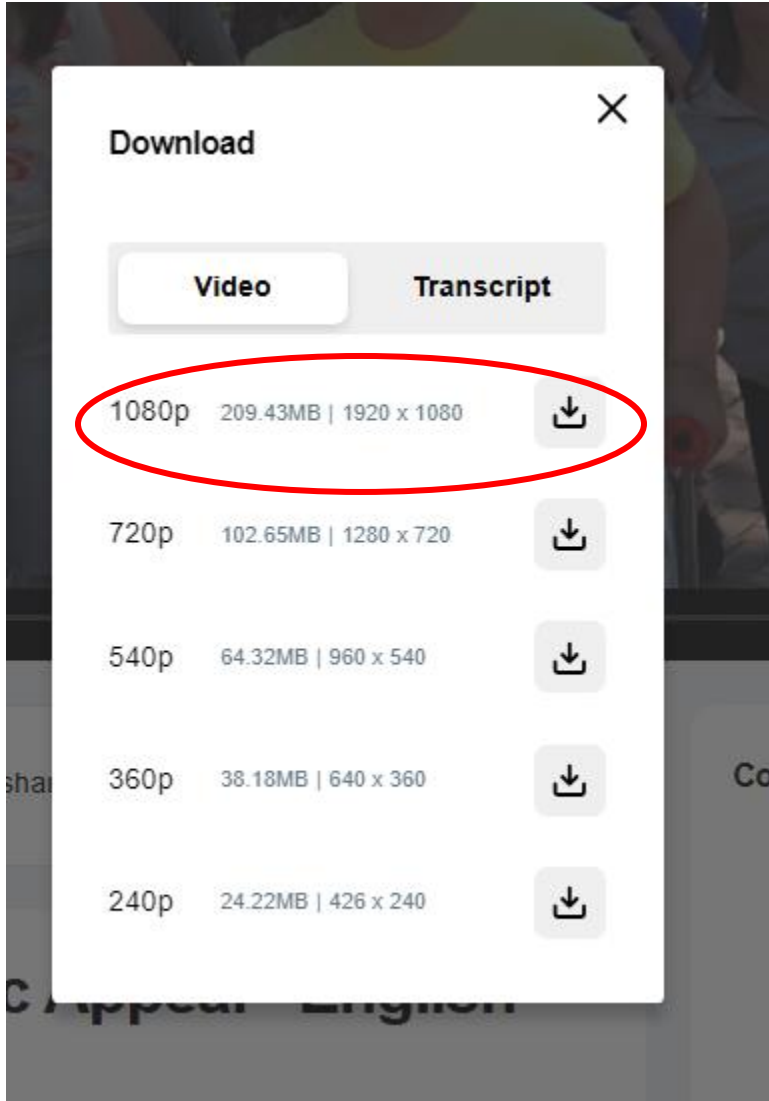 Download
Video Transcript
1080p 209.43MB | 1920 x 1080
720p 102.65MB | 1280 x 720
540p 64.32MB | 960 x 540
360p 38.18MB | 640 x 360
240p 24.22MB | 426 x 240
English